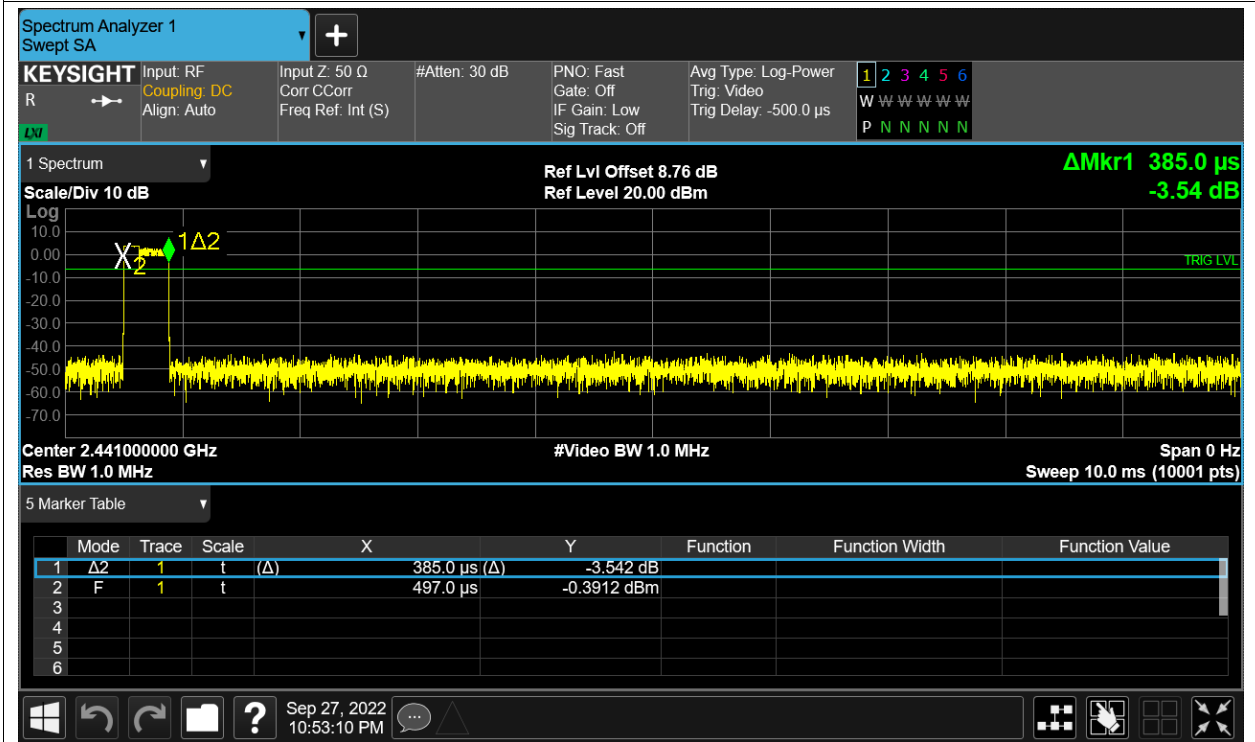 Spectrum Analyzer 1
Swept SA
+
KEYSIGHT Input: RF Input Z: 50 Ω #Atten: 30 dB PNO: Fast Avg Type: Log-Power 1 2 3 4 5 6
R Coupling: DC Corr CCorr Gate: Off Trig: Video W W W W W W
Align: Auto Freq Ref: Int (S) IF Gain: Low Trig Delay: -500.0 µs
LXI Sig Track: Off P N N N N N
1 Spectrum Ref Lvl Offset 8.76 dB ΔMkr1 385.0 µs
Scale/Div 10 dB Ref Level 20.00 dBm -3.54 dB
Log
10.0
1Δ2
0.00
X2
TRIG LVL
-10.0
-20.0
-30.0
-40.0
-50.0
-60.0
-70.0
Center 2.441000000 GHz #Video BW 1.0 MHz Span 0 Hz
Res BW 1.0 MHz Sweep 10.0 ms (10001 pts)
5 Marker Table
Mode Trace Scale X Y Function Function Width Function Value
1 Δ2 1 t (Δ) 385.0 µs (Δ) -3.542 dB
2 F 1 t 497.0 µs -0.3912 dBm
3
4
5
6
? Sep 27, 2022
10:53:10 PM